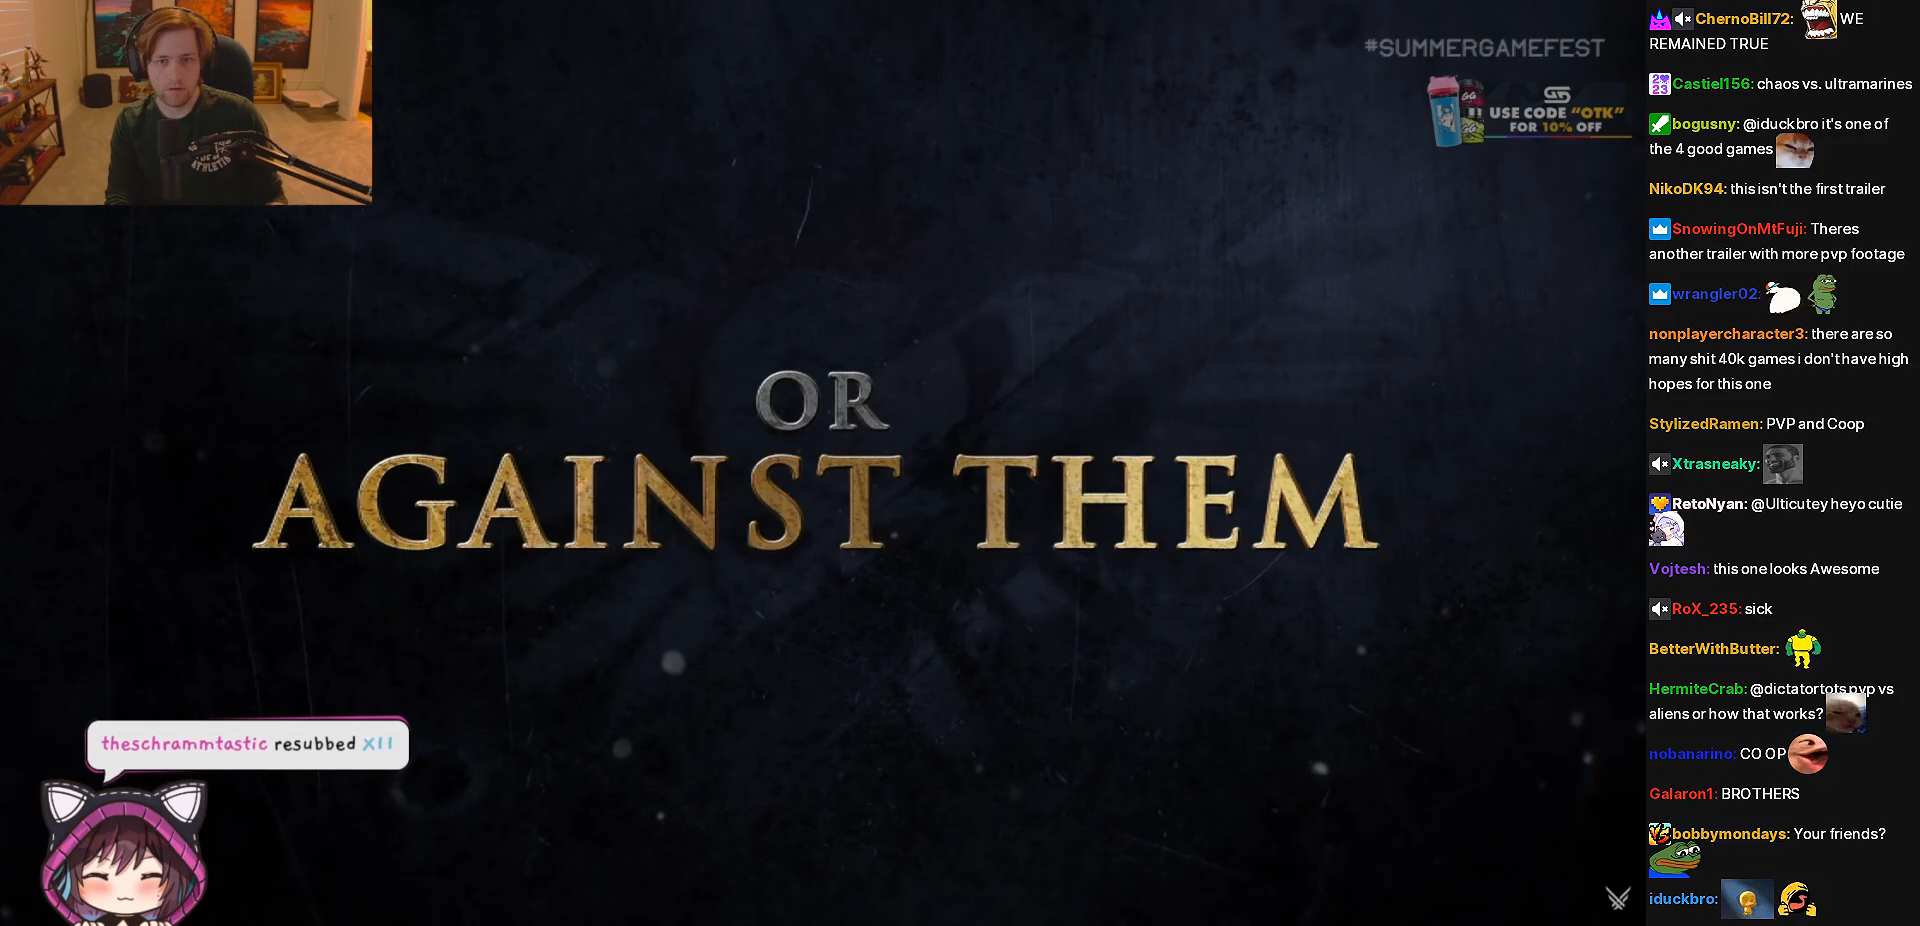 #SUMMERGAMEFEST
GG
USE CODE "OTK"
FOR 10% OFF
OR
AGAINST THEM
theschrammtastic resubbed XII
ChernoBill72: WE
REMAINED TRUE
Castiel156: chaos vs. ultramarines
bogusny: @iduckbro it's one of
the 4 good games
NikoDK94: this isn't the first trailer
SnowingOnMtFuji: Theres
another trailer with more pvp footage
wrangler02:
nonplayercharacter3: there are so
many shit 40k games i don't have high
hopes for this one
StylizedRamen: PVP and Coop
Xtrasneaky:
RetoNyan: @Ulticutey heyo cutie
Vojtesh: this one looks Awesome
RoX_235: sick
BetterWithButter:
HermiteCrab: @dictatortots pvp vs
aliens or how that works?
nobanarino: CO OP
Galaron1: BROTHERS
bobbymondays: Your friends?
iduckbro: